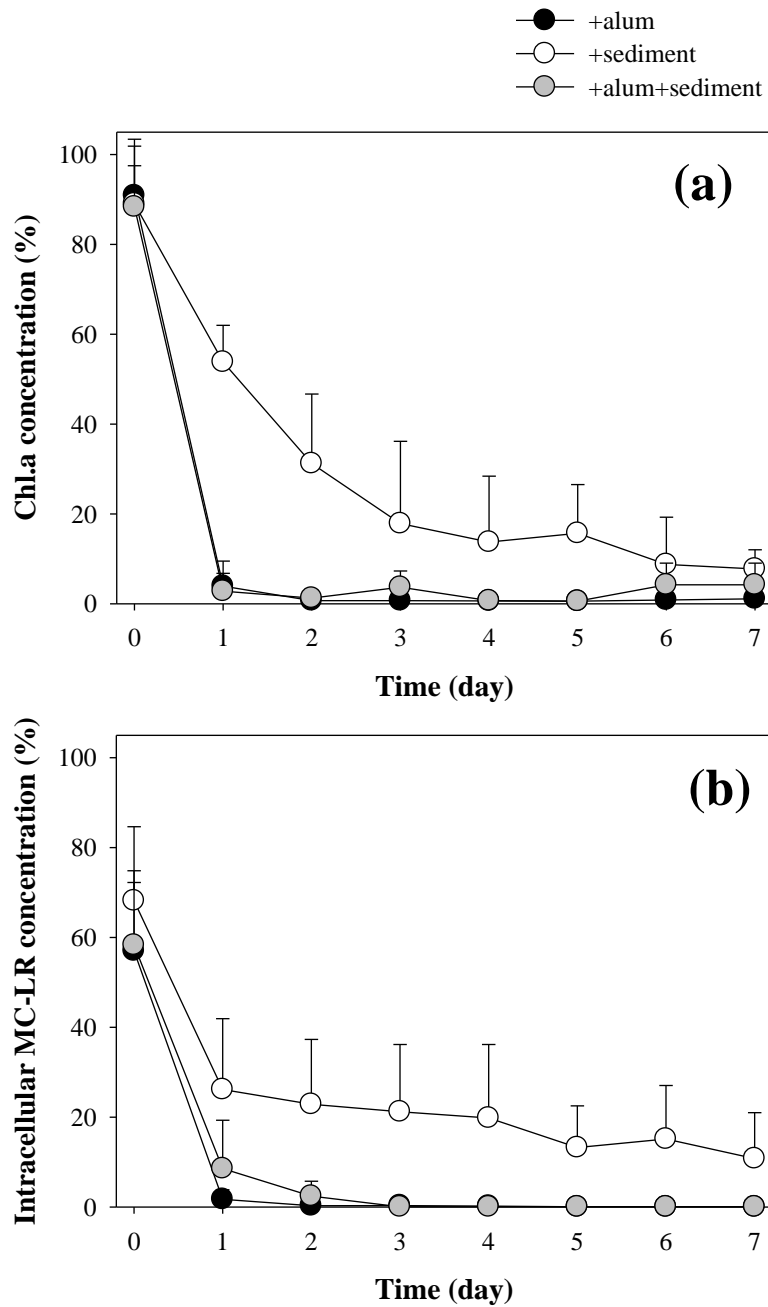 +alum
+sediment
+alum+sediment
(a)
Chl.a concentration (%)
100
80
60
40
20
0
0 1 2 3 4 5 6 7
Time (day)
(b)
Intracellular MC-LR concentration (%)
100
80
60
40
20
0
0 1 2 3 4 5 6 7
Time (day)